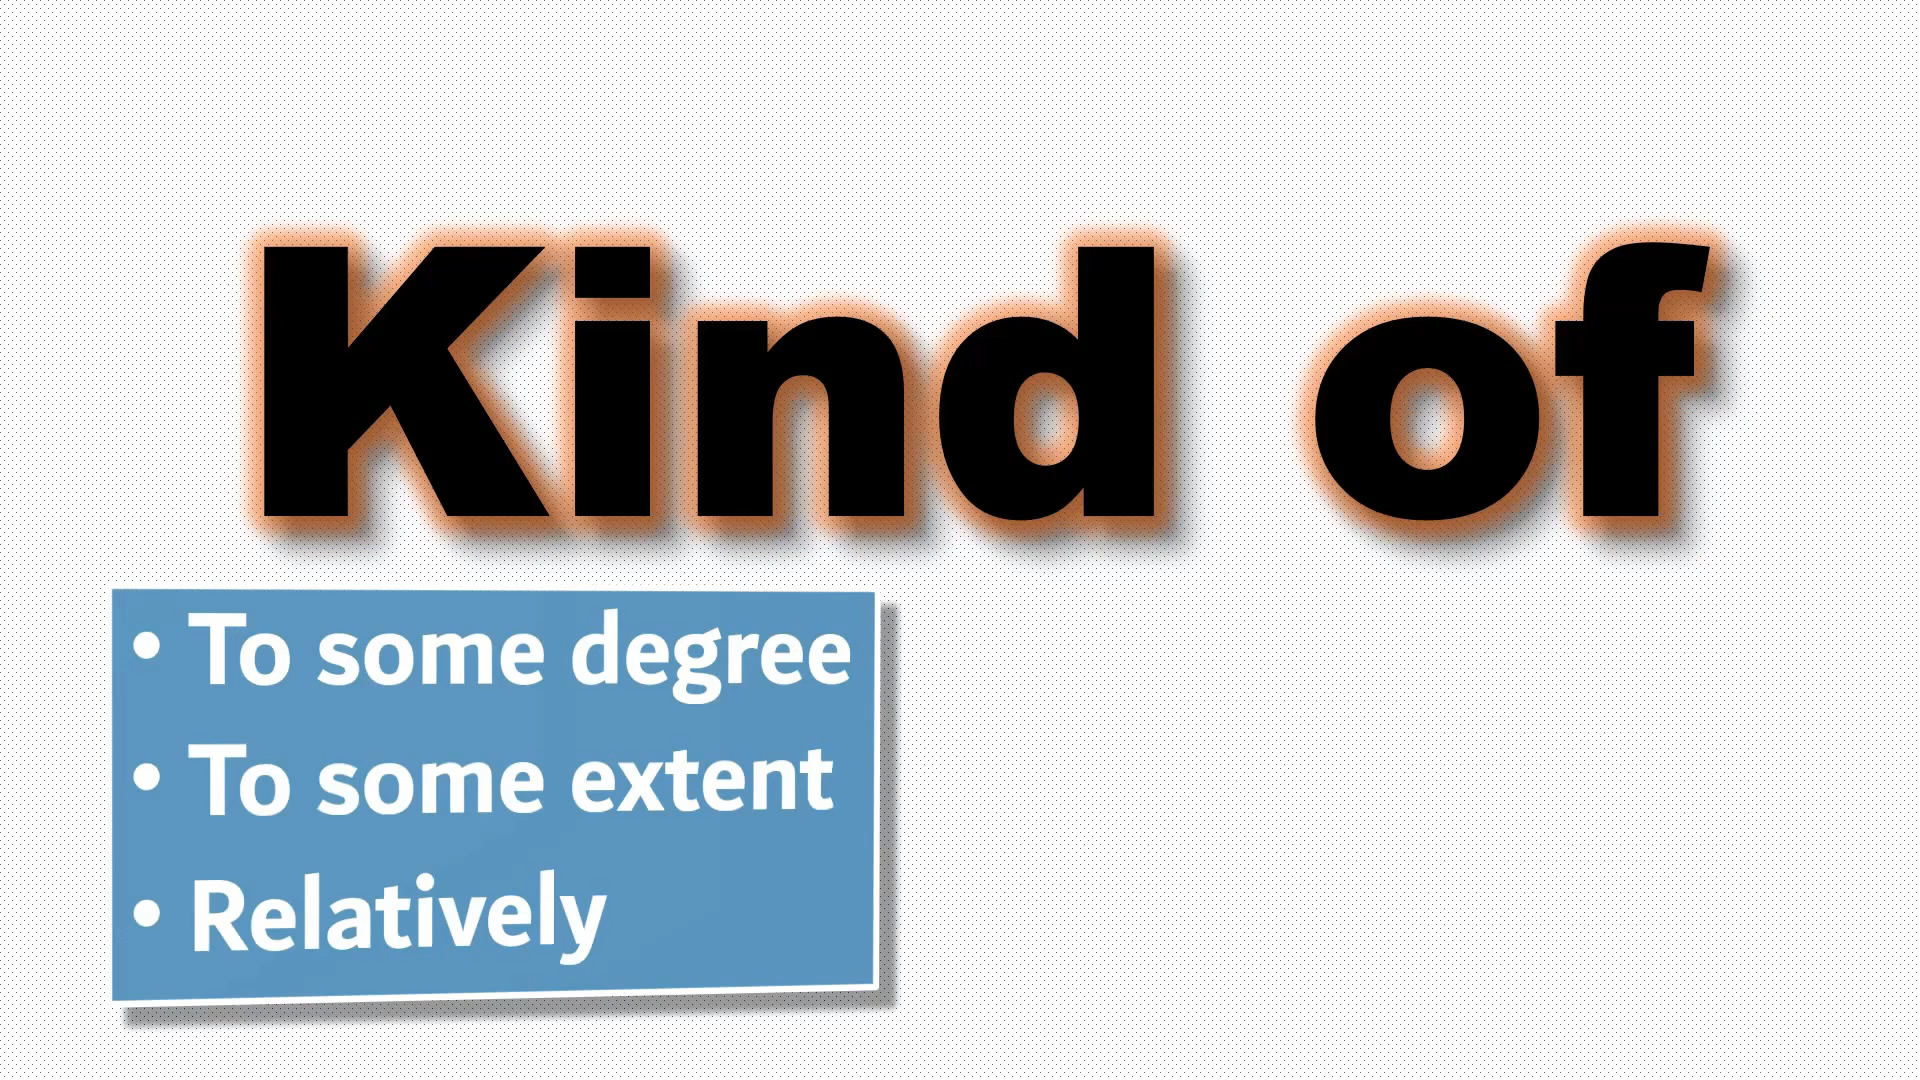 Kind of
• To some degree
• To some extent
• Relatively